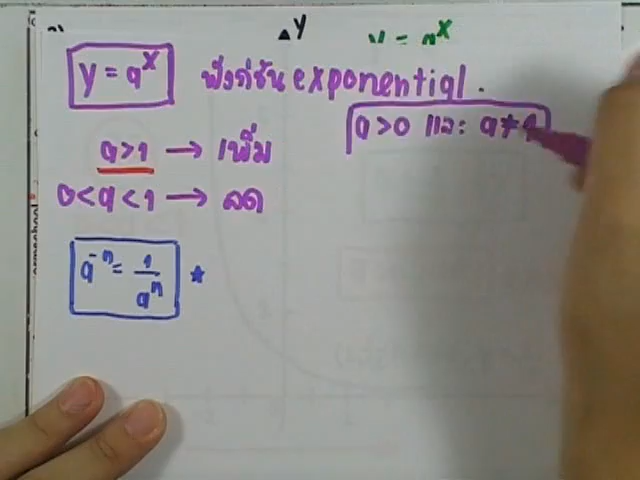 Y
y = a^x
y = a^x ฟังก์ชัน exponential.
a > 0 และ a ≠ 1
a > 1 → เพิ่ม
0 < a < 1 → ลด
a^-n = 1/a^n ★